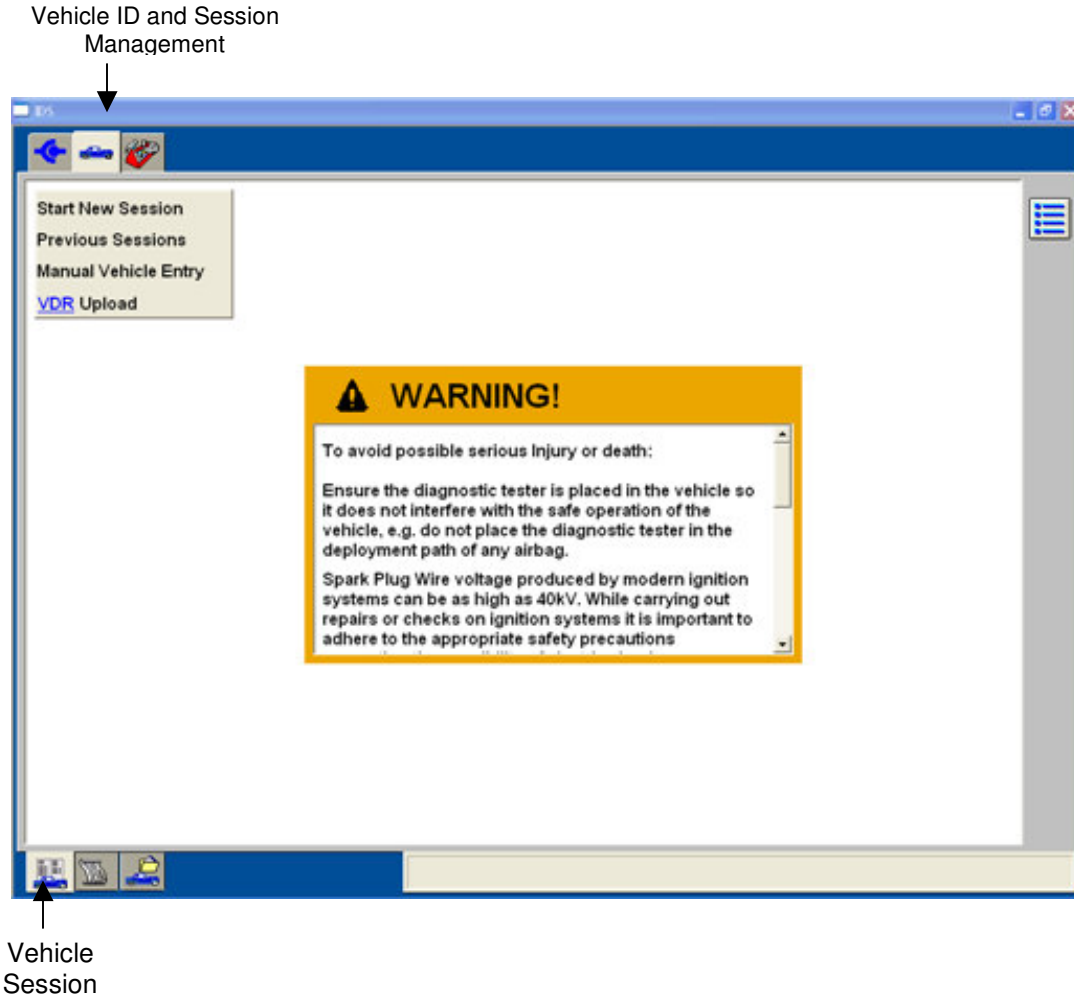 Vehicle ID and Session
Management
IDS
Start New Session
Previous Sessions
Manual Vehicle Entry
VDR Upload
WARNING!
To avoid possible serious Injury or death:
Ensure the diagnostic tester is placed in the vehicle so
it does not interfere with the safe operation of the
vehicle, e.g. do not place the diagnostic tester in the
deployment path of any airbag.
Spark Plug Wire voltage produced by modern ignition
systems can be as high as 40kV. While carrying out
repairs or checks on ignition systems it is important to
adhere to the appropriate safety precautions
Vehicle
Session